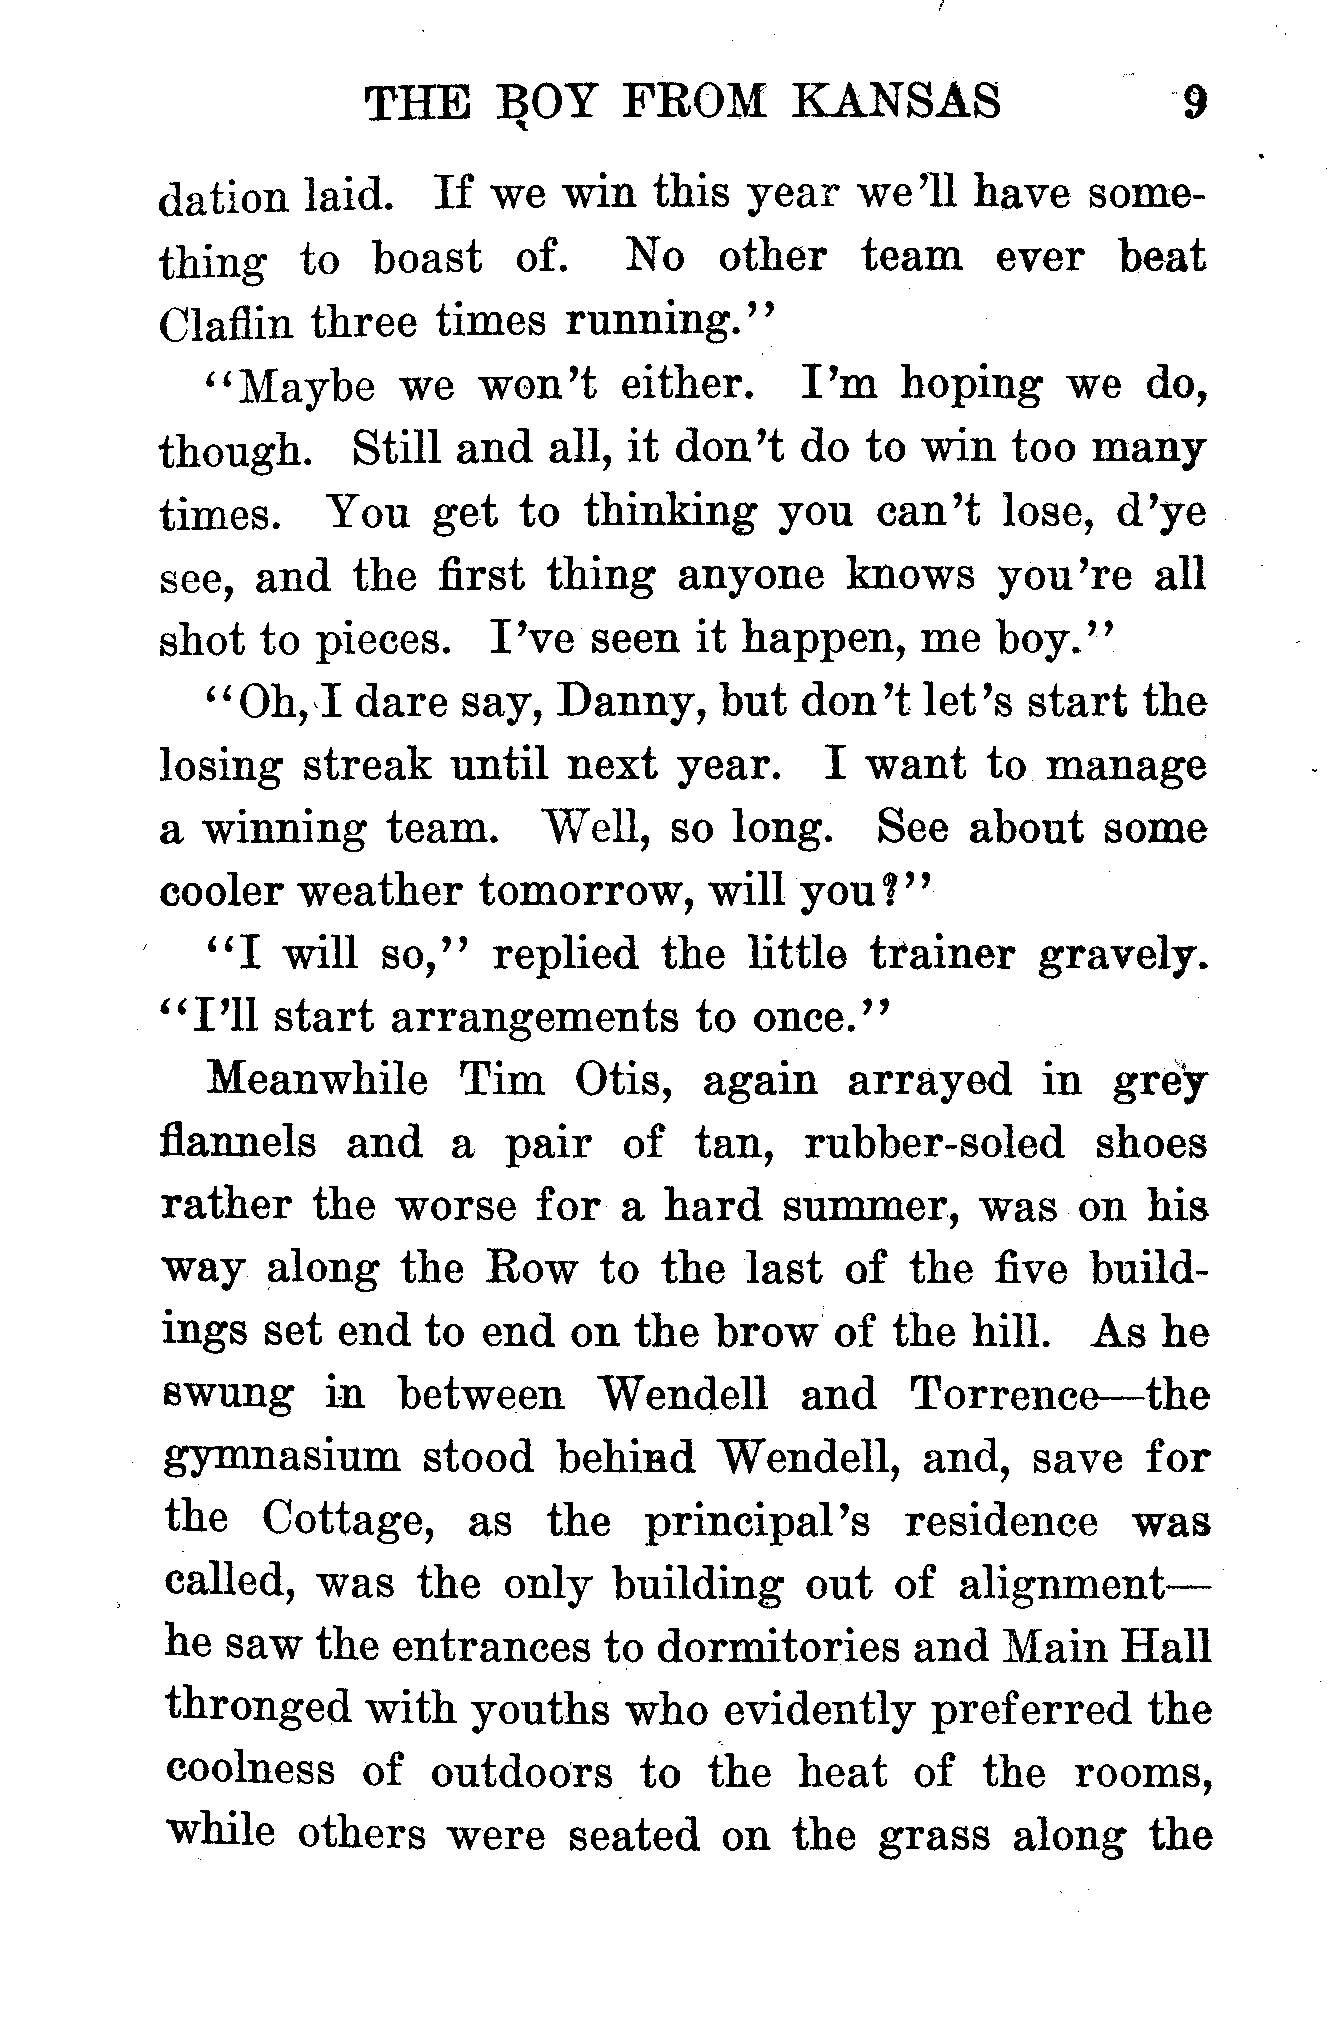 THE BOY FROM KANSAS 9
dation laid. If we win this year we'll have some-
thing to boast of. No other team ever beat
Claflin three times running."
"Maybe we won't either. I'm hoping we do,
though. Still and all, it don't do to win too many
times. You get to thinking you can't lose, d'ye
see, and the first thing anyone knows you're all
shot to pieces. I've seen it happen, me boy."
"Oh, I dare say, Danny, but don't let's start the
losing streak until next year. I want to manage
a winning team. Well, so long. See about some
cooler weather tomorrow, will you?"
"I will so," replied the little trainer gravely.
"I'll start arrangements to once."
Meanwhile Tim Otis, again arrayed in grey
flannels and a pair of tan, rubber-soled shoes
rather the worse for a hard summer, was on his
way along the Row to the last of the five build-
ings set end to end on the brow of the hill. As he
swung in between Wendell and Torrence—the
gymnasium stood behind Wendell, and, save for
the Cottage, as the principal's residence was
called, was the only building out of alignment—
he saw the entrances to dormitories and Main Hall
thronged with youths who evidently preferred the
coolness of outdoors to the heat of the rooms,
while others were seated on the grass along the